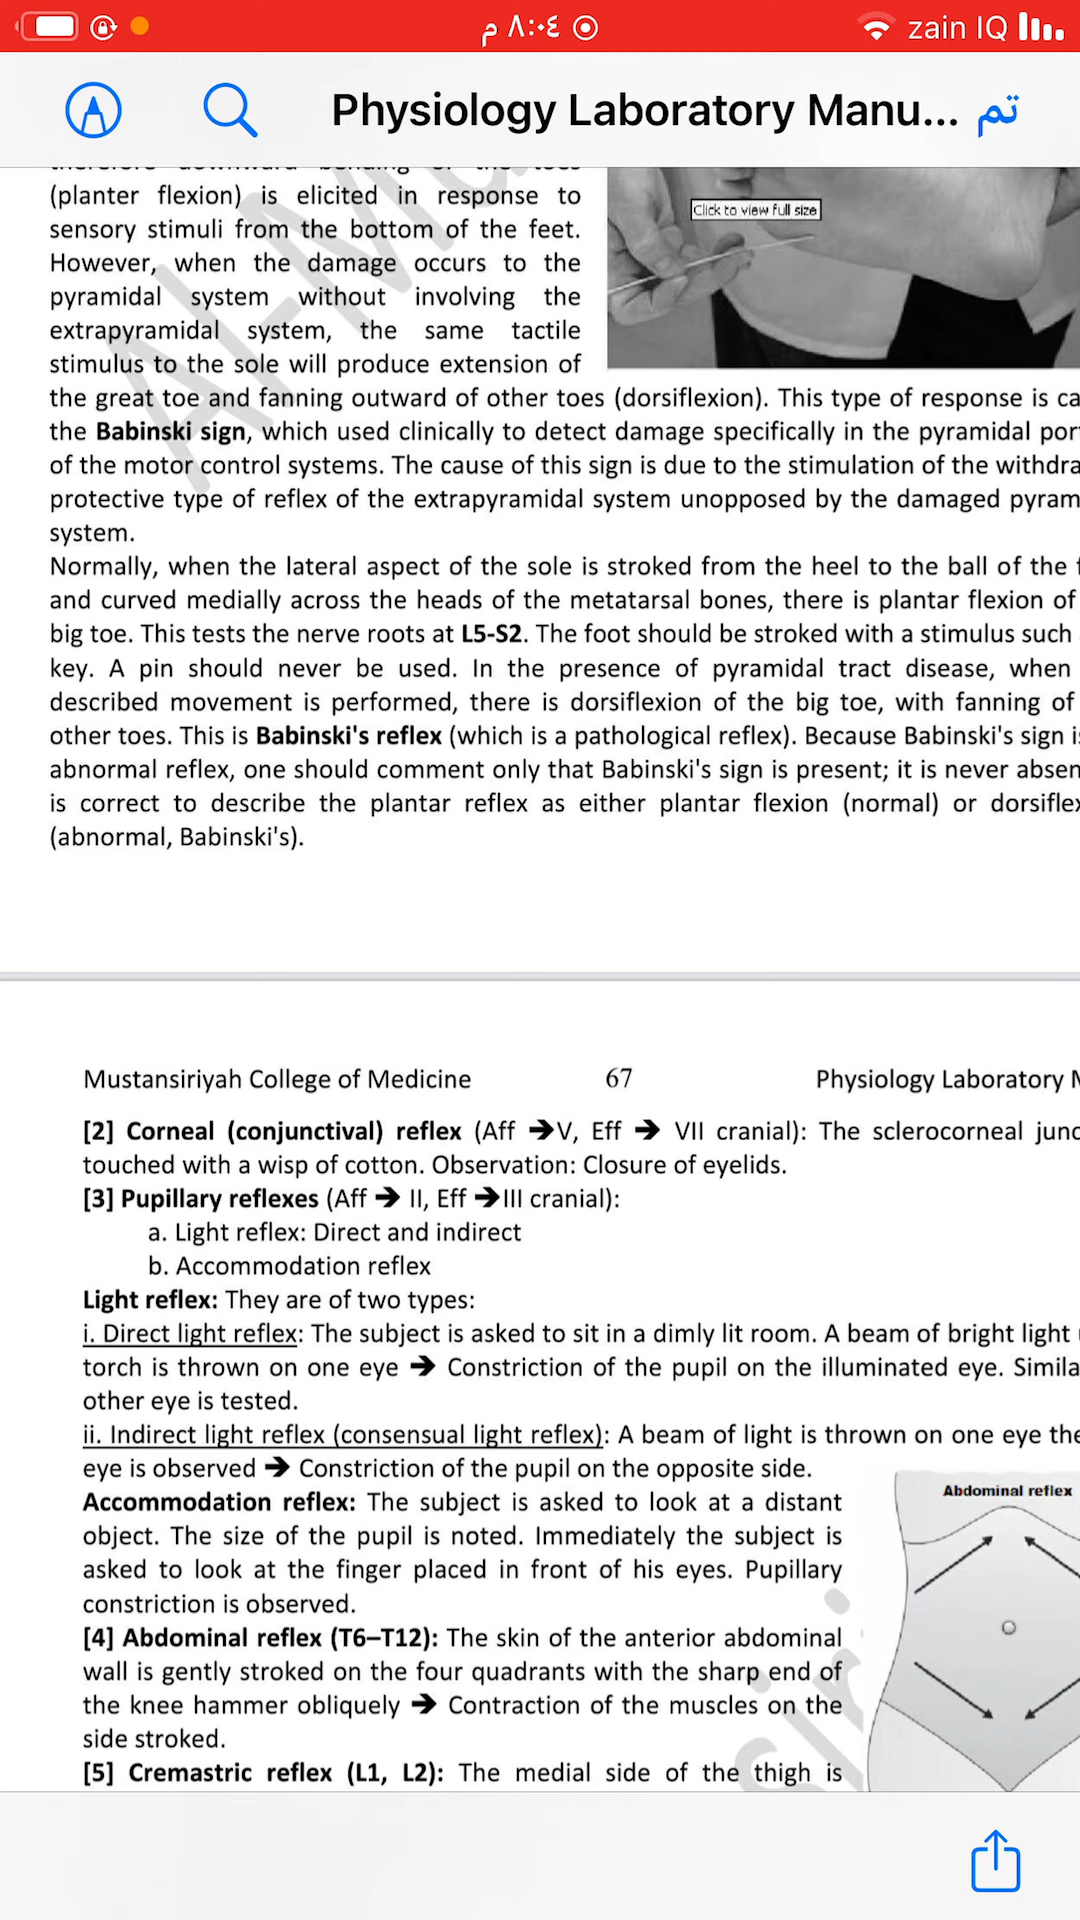 م ٨:٠٤
zain IQ
Physiology Laboratory Manu...
تم
(planter flexion) is elicited in response to
sensory stimuli from the bottom of the feet.
However, when the damage occurs to the
pyramidal system without involving the
extrapyramidal system, the same tactile
stimulus to the sole will produce extension of
Click to view full size
the great toe and fanning outward of other toes (dorsiflexion). This type of response is ca
the Babinski sign, which used clinically to detect damage specifically in the pyramidal por
of the motor control systems. The cause of this sign is due to the stimulation of the withdra
protective type of reflex of the extrapyramidal system unopposed by the damaged pyram
system.
Normally, when the lateral aspect of the sole is stroked from the heel to the ball of the f
and curved medially across the heads of the metatarsal bones, there is plantar flexion of
big toe. This tests the nerve roots at L5-S2. The foot should be stroked with a stimulus such
key. A pin should never be used. In the presence of pyramidal tract disease, when
described movement is performed, there is dorsiflexion of the big toe, with fanning of
other toes. This is Babinski's reflex (which is a pathological reflex). Because Babinski's sign is
abnormal reflex, one should comment only that Babinski's sign is present; it is never absen
is correct to describe the plantar reflex as either plantar flexion (normal) or dorsiflex
(abnormal, Babinski's).
Mustansiriyah College of Medicine 67 Physiology Laboratory M
[2] Corneal (conjunctival) reflex (Aff ➔V, Eff ➔ VII cranial): The sclerocorneal junc
touched with a wisp of cotton. Observation: Closure of eyelids.
[3] Pupillary reflexes (Aff ➔ II, Eff ➔III cranial):
a. Light reflex: Direct and indirect
b. Accommodation reflex
Light reflex: They are of two types:
i. Direct light reflex: The subject is asked to sit in a dimly lit room. A beam of bright light
torch is thrown on one eye ➔ Constriction of the pupil on the illuminated eye. Simila
other eye is tested.
ii. Indirect light reflex (consensual light reflex): A beam of light is thrown on one eye the
eye is observed ➔ Constriction of the pupil on the opposite side.
Accommodation reflex: The subject is asked to look at a distant
object. The size of the pupil is noted. Immediately the subject is
asked to look at the finger placed in front of his eyes. Pupillary
constriction is observed.
[4] Abdominal reflex (T6–T12): The skin of the anterior abdominal
wall is gently stroked on the four quadrants with the sharp end of
the knee hammer obliquely ➔ Contraction of the muscles on the
side stroked.
[5] Cremastric reflex (L1, L2): The medial side of the thigh is
Abdominal reflex